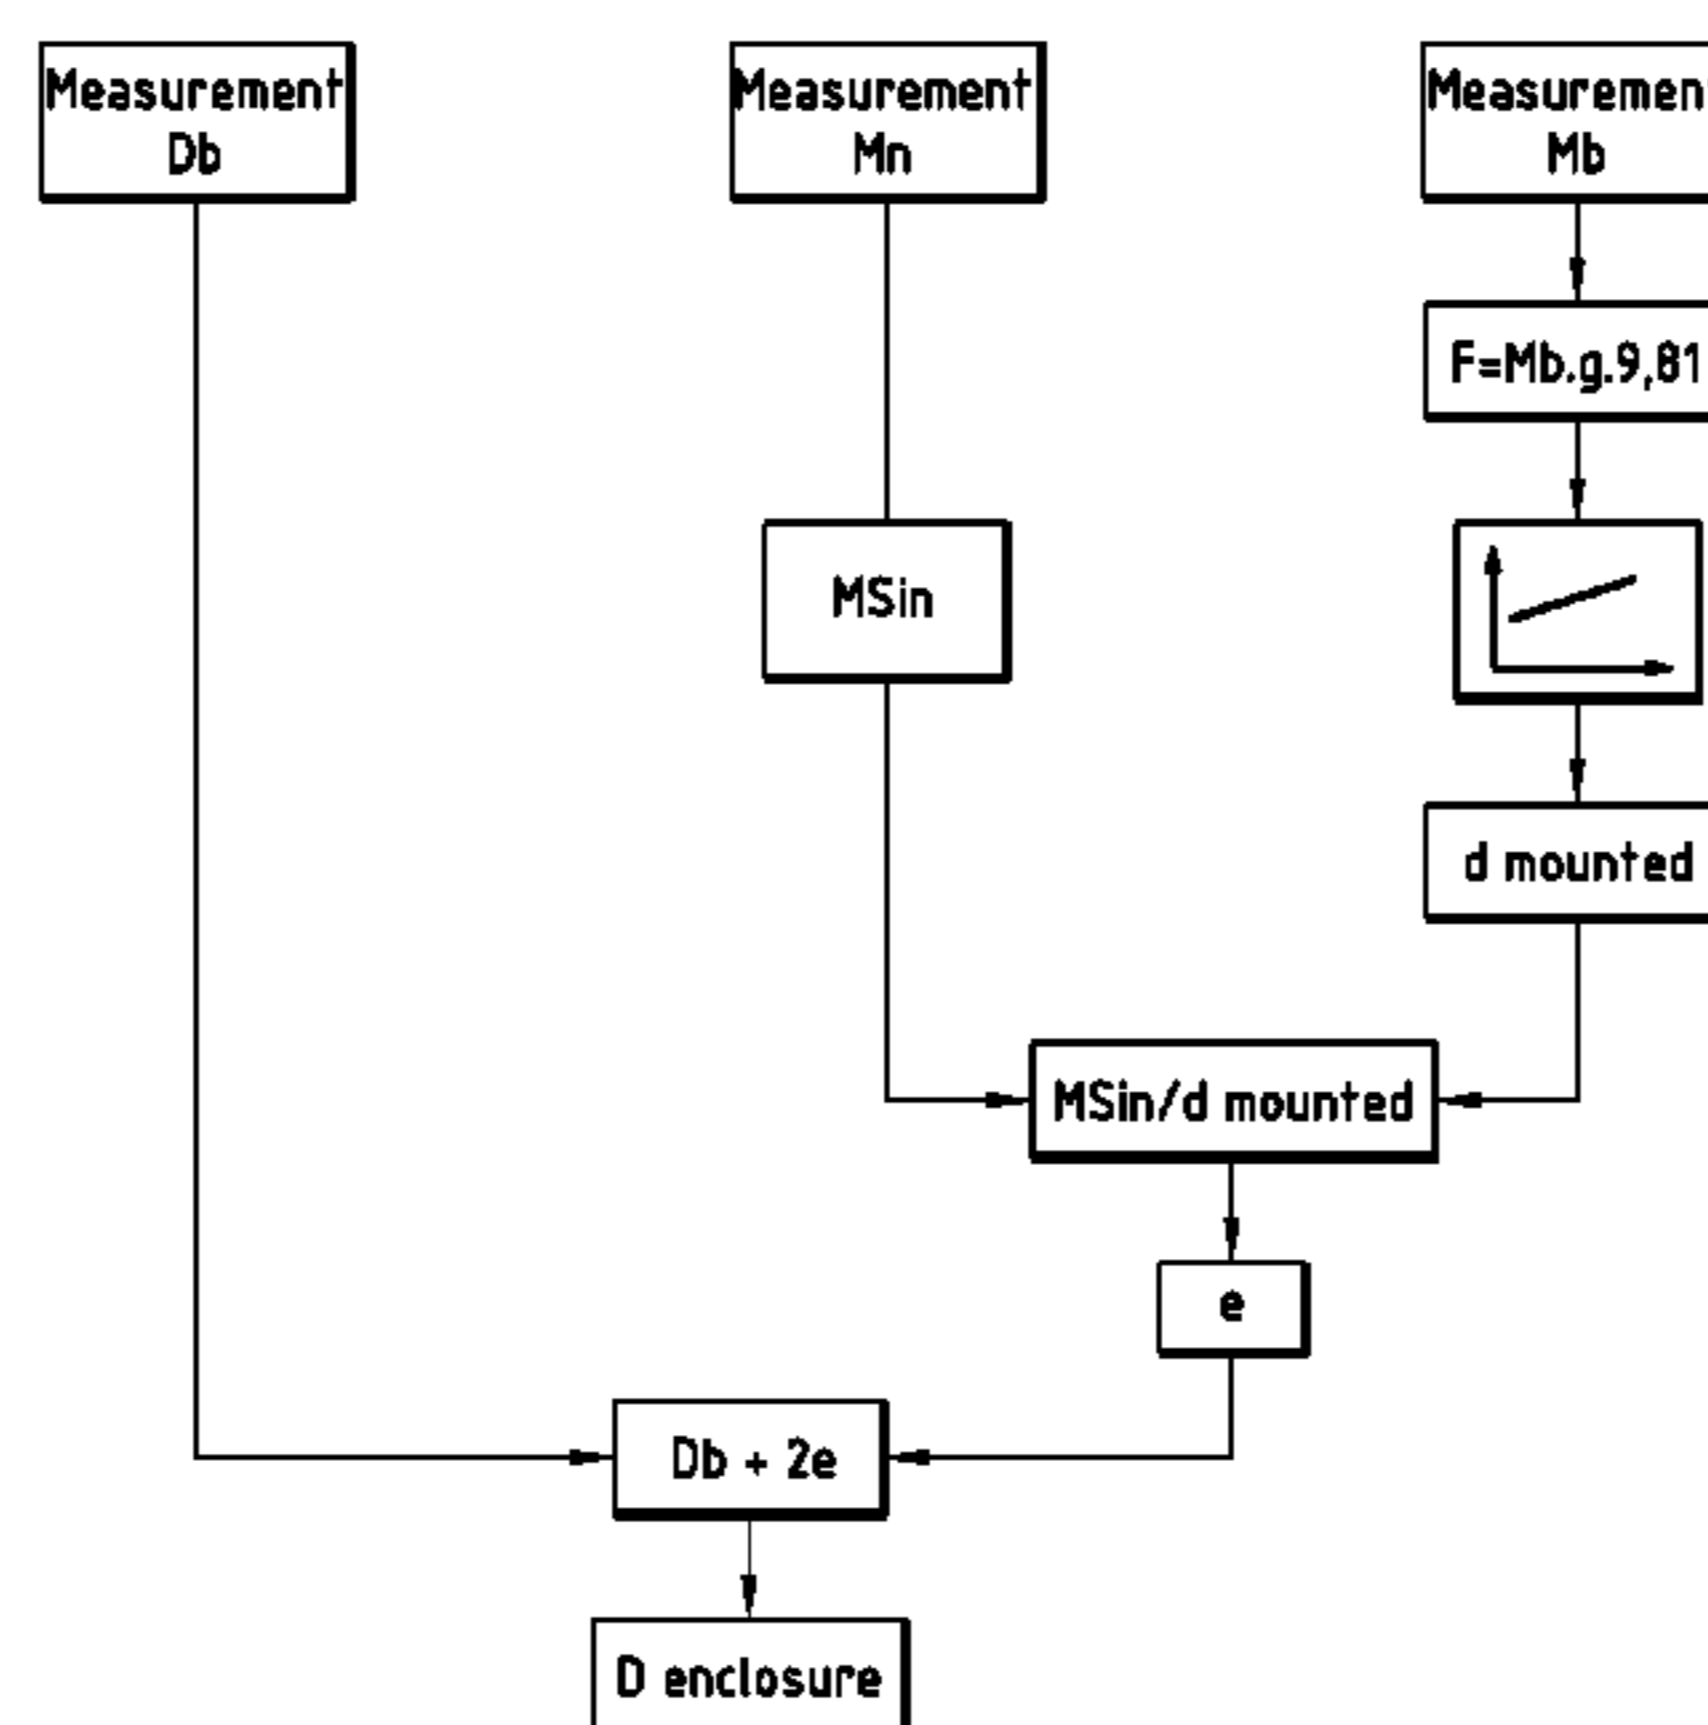 Measurement
Db
Measurement
Mn
Measuremen
Mb
F=Mb.g.9,81
MSin
d mounted
MSin/d mounted
e
Db + 2e
D enclosure